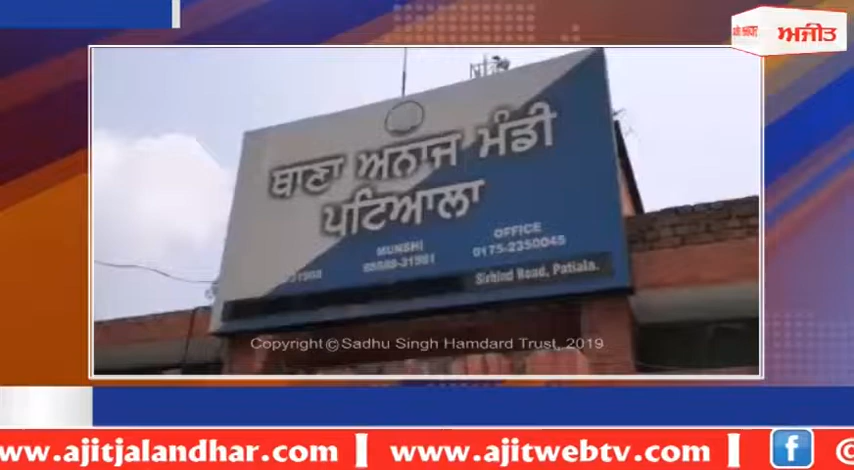 ਅਜੀਤ
ਥਾਣਾ ਅਨਾਜ ਮੰਡੀ
ਪਟਿਆਲਾ
MUNSHI
OFFICE
0175-2350045
Sirhind Road, Patiala.
Copyright©Sadhu Singh Hamdard Trust, 2019
www.ajitjalandhar.com | www.ajitwebtv.com |